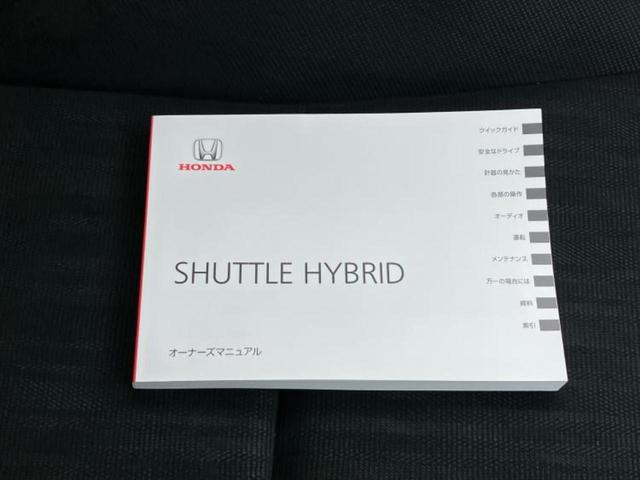 HONDA
SHUTTLE HYBRID
オーナーズマニュアル
クイックガイド
安全なドライブ
計器の見かた
各部の操作
オーディオ
運転
メンテナンス
万一の場合には
資料
索引